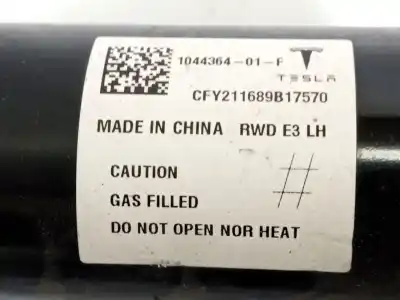 1044364-01-F
TESLA
CFY211689B17570
MADE IN CHINA RWD E3 LH
CAUTION
GAS FILLED
DO NOT OPEN NOR HEAT